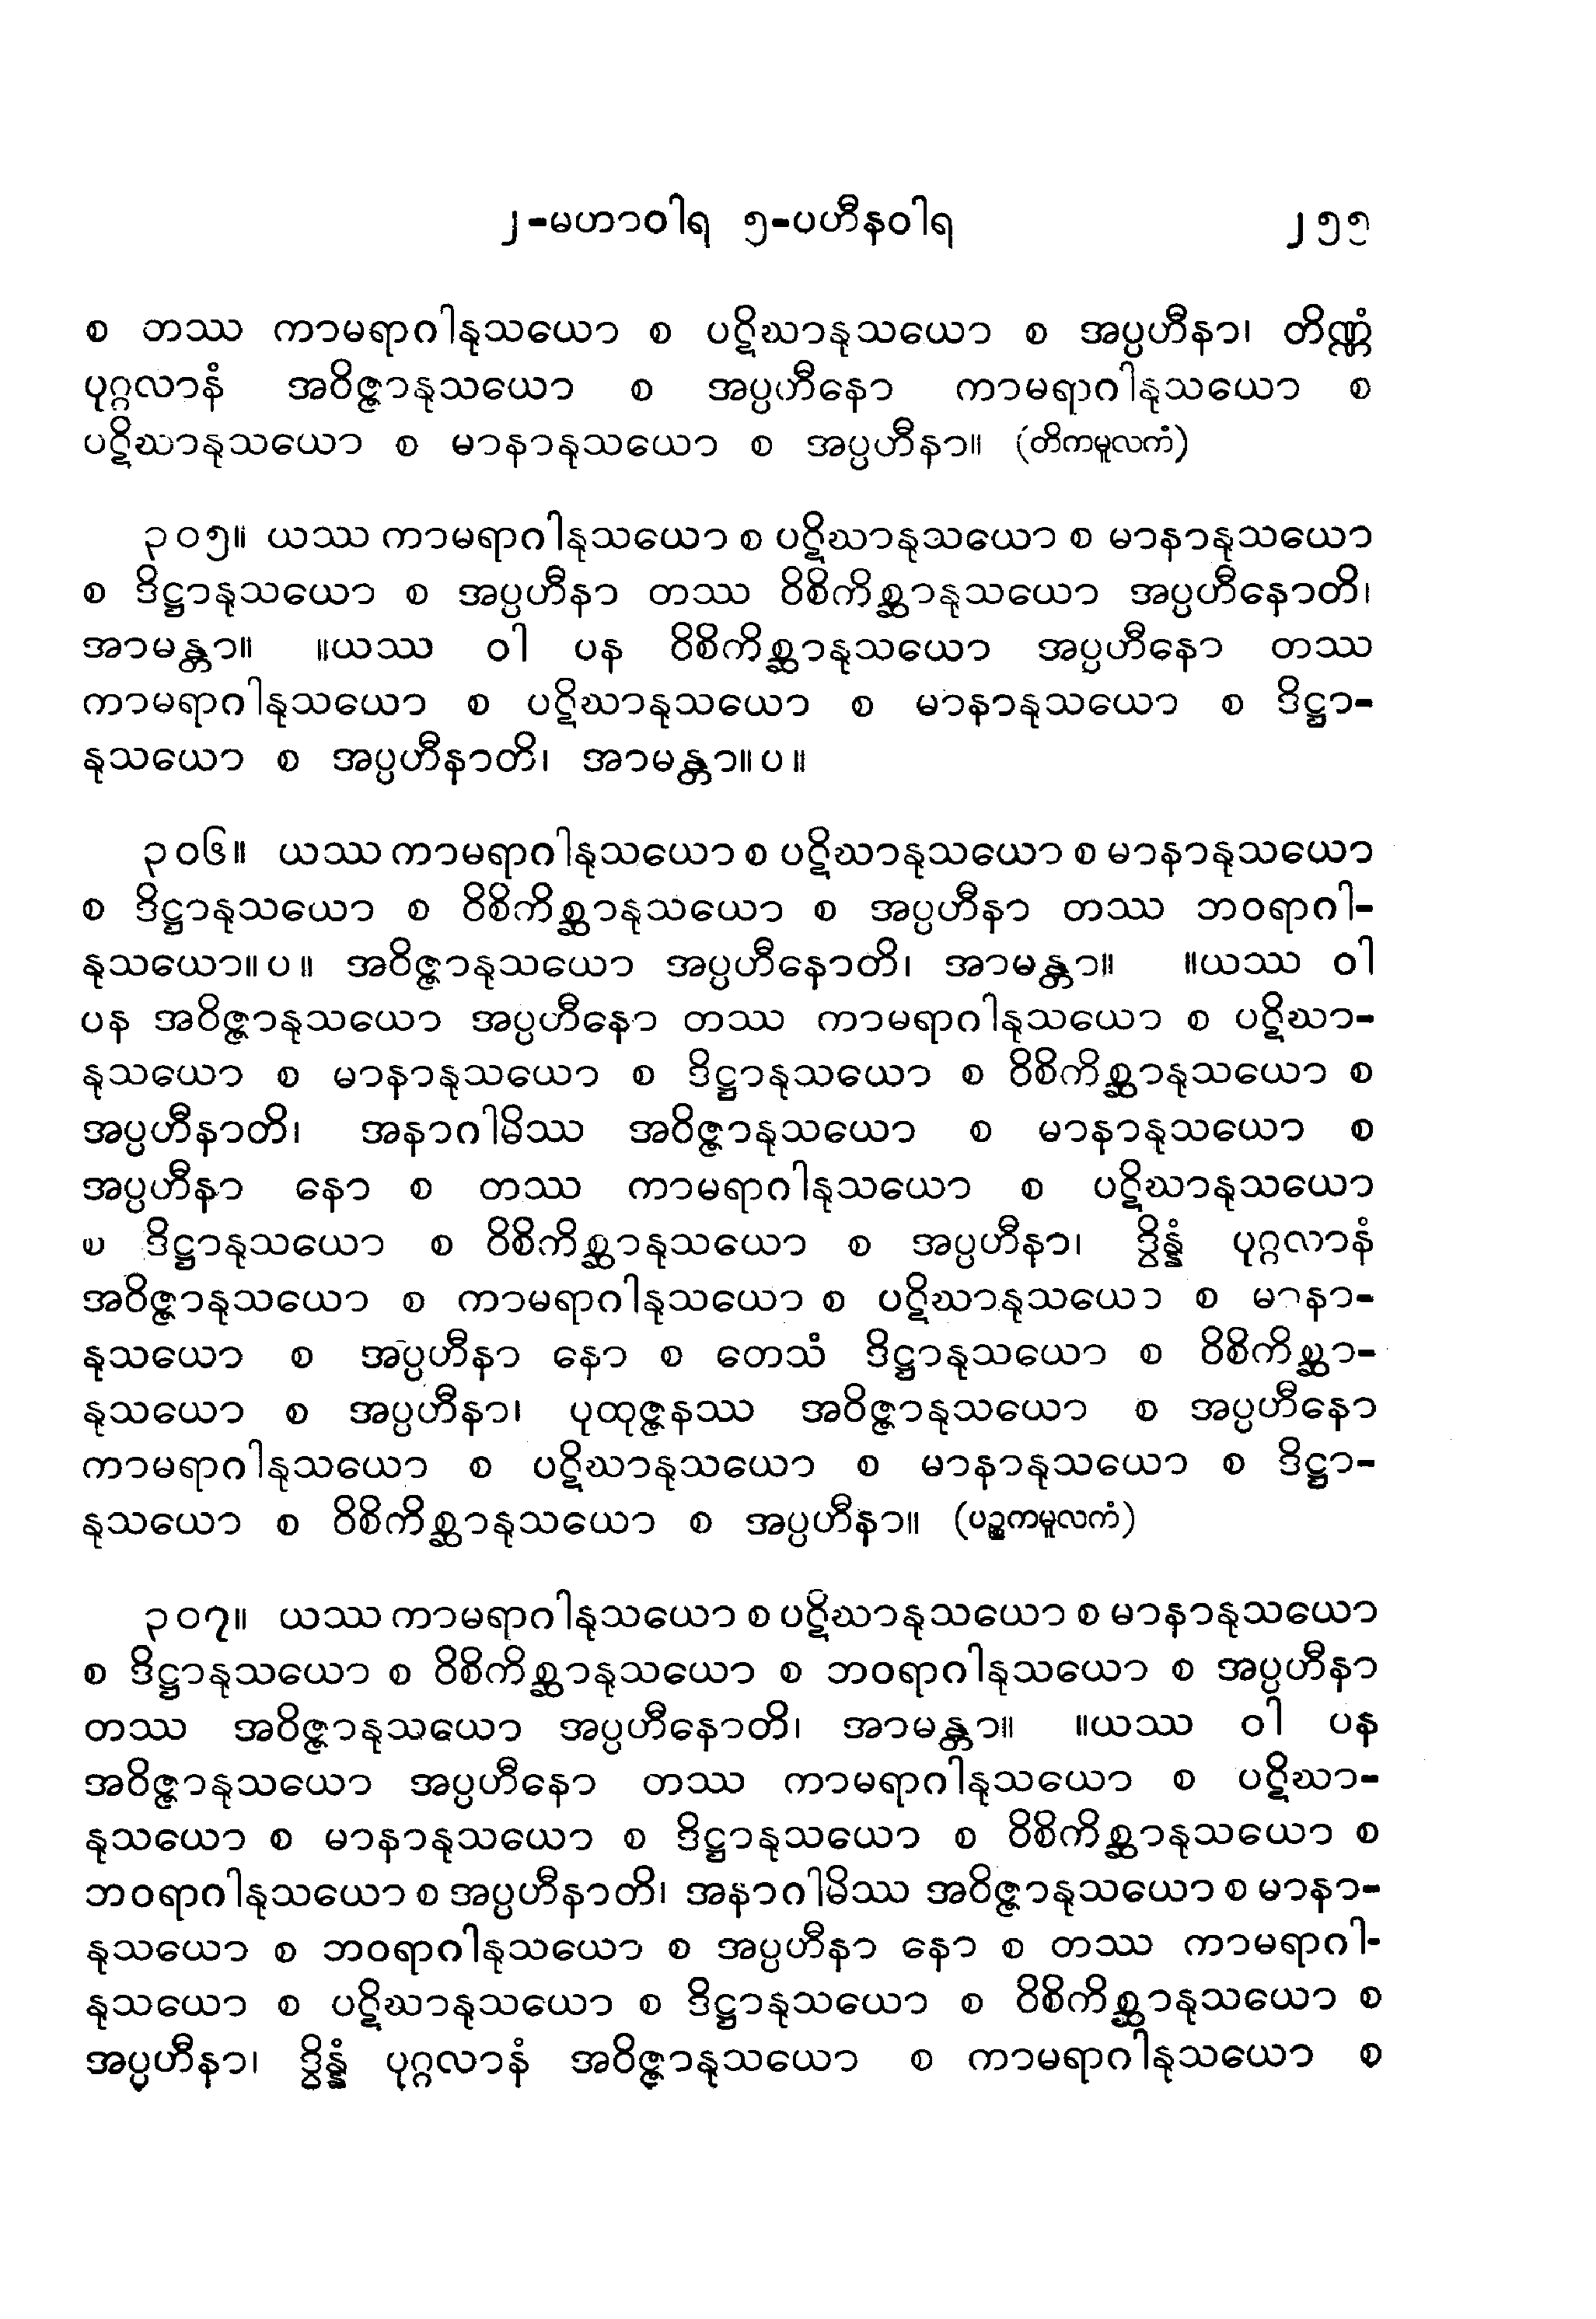 ၂-မဟာဝါရ ၅-ပဟီနဝါရ ၂၅၅
စ တဿ ကာမရာဂါနုသယော စ ပဋိဃာနုသယော စ အပ္ပဟီနာ၊ တိဏ္ဏံ
ပုဂ္ဂလာနံ အဝိဇ္ဇာနုသယော စ အပ္ပဟီနော ကာမရာဂါနုသယော စ
ပဋိဃာနုသယော စ မာနာနုသယော စ အပ္ပဟီနာ။ (တိကမူလကံ)
၃၀၅။ ယဿ ကာမရာဂါနုသယော စ ပဋိဃာနုသယော စ မာနာနုသယော
စ ဒိဋ္ဌာနုသယော စ အပ္ပဟီနာ တဿ ဝိစိကိစ္ဆာနုသယော အပ္ပဟီနောတိ၊
အာမန္တာ။ ။ယဿ ဝါ ပန ဝိစိကိစ္ဆာနုသယော အပ္ပဟီနော တဿ
ကာမရာဂါနုသယော စ ပဋိဃာနုသယော စ မာနာနုသယော စ ဒိဋ္ဌာ-
နုသယော စ အပ္ပဟီနာတိ၊ အာမန္တာ။ပ။
၃၀၆။ ယဿ ကာမရာဂါနုသယော စ ပဋိဃာနုသယော စ မာနာနုသယော
စ ဒိဋ္ဌာနုသယော စ ဝိစိကိစ္ဆာနုသယော စ အပ္ပဟီနာ တဿ ဘဝရာဂါ-
နုသယော။ပ။ အဝိဇ္ဇာနုသယော အပ္ပဟီနောတိ၊ အာမန္တာ။ ။ယဿ ဝါ
ပန အဝိဇ္ဇာနုသယော အပ္ပဟီနော တဿ ကာမရာဂါနုသယော စ ပဋိဃာ-
နုသယော စ မာနာနုသယော စ ဒိဋ္ဌာနုသယော စ ဝိစိကိစ္ဆာနုသယော စ
အပ္ပဟီနာတိ၊ အနာဂါမိဿ အဝိဇ္ဇာနုသယော စ မာနာနုသယော စ
အပ္ပဟီနာ နော စ တဿ ကာမရာဂါနုသယော စ ပဋိဃာနုသယော
စ ဒိဋ္ဌာနုသယော စ ဝိစိကိစ္ဆာနုသယော စ အပ္ပဟီနာ၊ ဒွိန္နံ ပုဂ္ဂလာနံ
အဝိဇ္ဇာနုသယော စ ကာမရာဂါနုသယော စ ပဋိဃာနုသယော စ မာနာ-
နုသယော စ အပ္ပဟီနာ နော စ တေသံ ဒိဋ္ဌာနုသယော စ ဝိစိကိစ္ဆာ-
နုသယော စ အပ္ပဟီနာ၊ ပုထုဇ္ဇနဿ အဝိဇ္ဇာနုသယော စ အပ္ပဟီနော
ကာမရာဂါနုသယော စ ပဋိဃာနုသယော စ မာနာနုသယော စ ဒိဋ္ဌာ-
နုသယော စ ဝိစိကိစ္ဆာနုသယော စ အပ္ပဟီနာ။ (ပဉ္စကမူလကံ)
၃၀၇။ ယဿ ကာမရာဂါနုသယော စ ပဋိဃာနုသယော စ မာနာနုသယော
စ ဒိဋ္ဌာနုသယော စ ဝိစိကိစ္ဆာနုသယော စ ဘဝရာဂါနုသယော စ အပ္ပဟီနာ
တဿ အဝိဇ္ဇာနုသယော အပ္ပဟီနောတိ၊ အာမန္တာ။ ။ယဿ ဝါ ပန
အဝိဇ္ဇာနုသယော အပ္ပဟီနော တဿ ကာမရာဂါနုသယော စ ပဋိဃာ-
နုသယော စ မာနာနုသယော စ ဒိဋ္ဌာနုသယော စ ဝိစိကိစ္ဆာနုသယော စ
ဘဝရာဂါနုသယော စ အပ္ပဟီနာတိ၊ အနာဂါမိဿ အဝိဇ္ဇာနုသယော စ မာနာ-
နုသယော စ ဘဝရာဂါနုသယော စ အပ္ပဟီနာ နော စ တဿ ကာမရာဂါ-
နုသယော စ ပဋိဃာနုသယော စ ဒိဋ္ဌာနုသယော စ ဝိစိကိစ္ဆာနုသယော စ
အပ္ပဟီနာ၊ ဒွိန္နံ ပုဂ္ဂလာနံ အဝိဇ္ဇာနုသယော စ ကာမရာဂါနုသယော စ